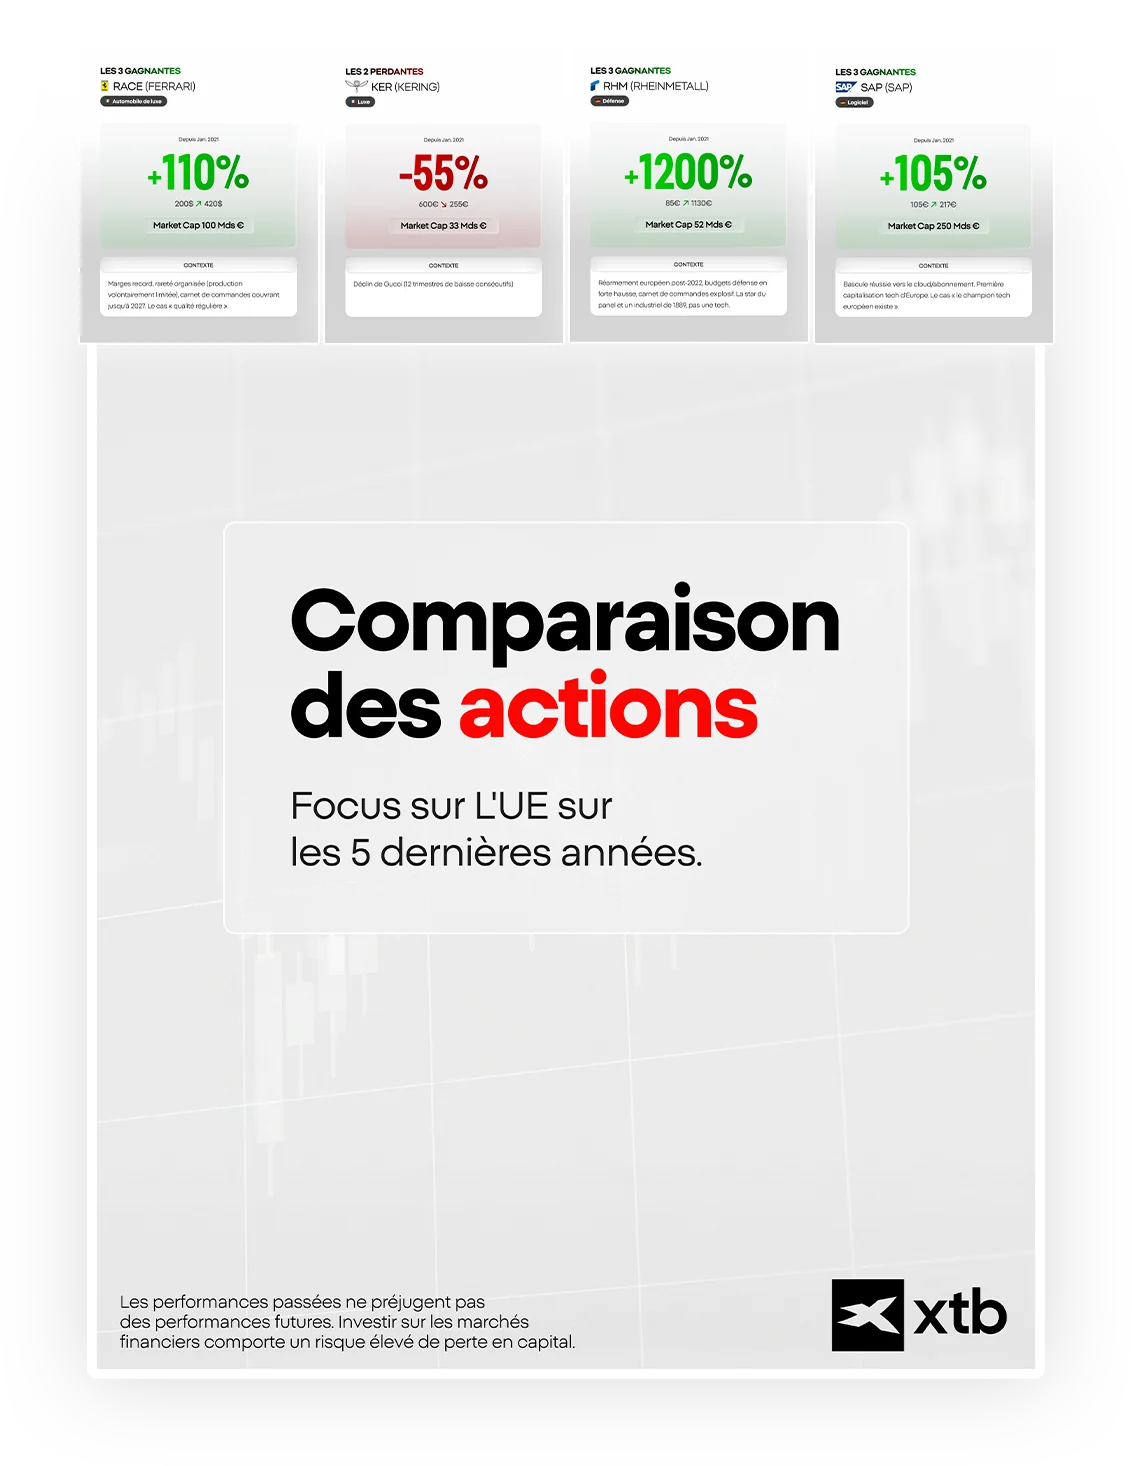 LES 3 GAGNANTES
RACE (FERRARI)
Automobile de luxe
Depuis Jan. 2021
+110%
200$ ↗ 420$
Market Cap 100 Mds €
CONTEXTE
Marges record, rareté organisée (production
volontairement limitée), carnet de commandes couvrant
jusqu'à 2027. Le cas « qualité régulière ».
LES 2 PERDANTES
KER (KERING)
Luxe
Depuis Jan. 2021
-55%
600€ ↘ 255€
Market Cap 33 Mds €
CONTEXTE
Déclin de Gucci (12 trimestres de baisse consécutifs)
LES 3 GAGNANTES
RHM (RHEINMETALL)
Défense
Depuis Jan. 2021
+1200%
85€ ↗ 1130€
Market Cap 52 Mds €
CONTEXTE
Réarmement européen post-2022, budgets défense en
forte hausse, carnet de commandes explosif. La star du
panel et un industriel de 1889, pas une tech.
LES 3 GAGNANTES
SAP SAP (SAP)
Logiciel
Depuis Jan. 2021
+105%
105€ ↗ 217€
Market Cap 250 Mds €
CONTEXTE
Bascule réussie vers le cloud/abonnement. Première
capitalisation tech d'Europe. Le cas « le champion tech
européen existe ».
Comparaison
des actions
Focus sur L'UE sur
les 5 dernières années.
Les performances passées ne préjugent pas
des performances futures. Investir sur les marchés
financiers comporte un risque élevé de perte en capital.
xtb